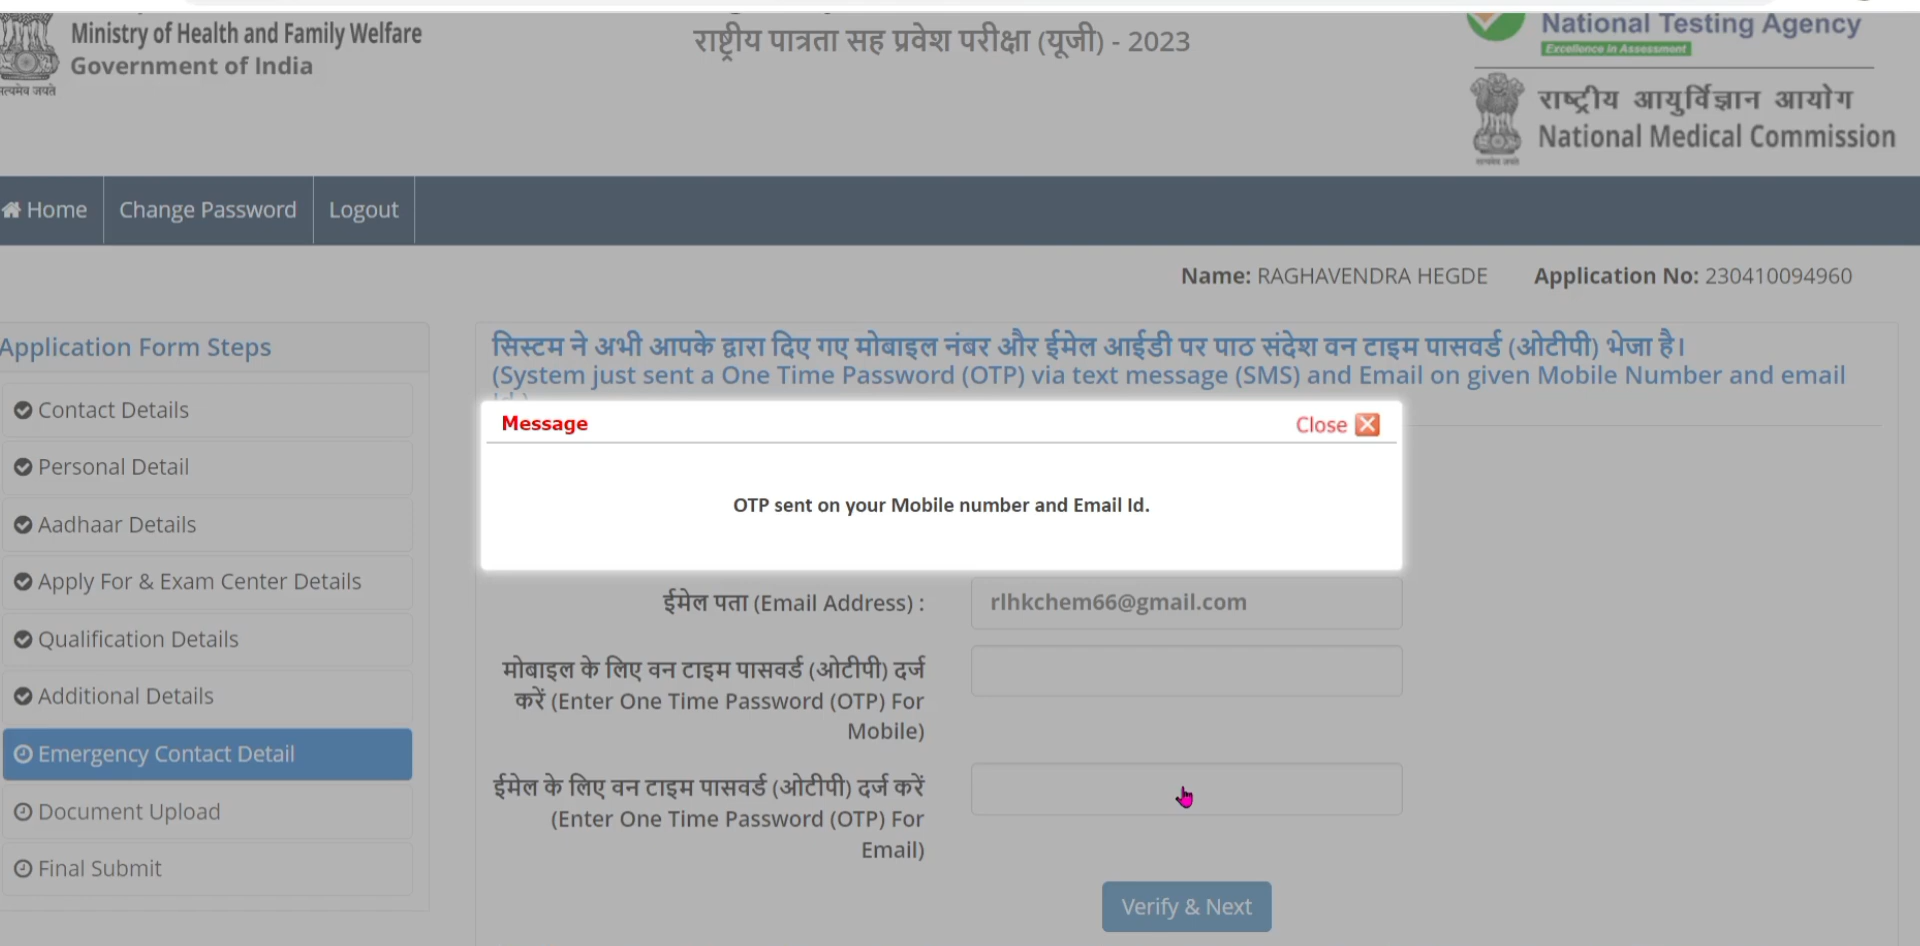 Ministry of Health and Family Welfare
Government of India
सत्यमेव जयते
राष्ट्रीय पात्रता सह प्रवेश परीक्षा (यूजी) - 2023
National Testing Agency
Excellence in Assessment
राष्ट्रीय आयुर्विज्ञान आयोग
National Medical Commission
सत्यमेव जयते
Home
Change Password
Logout
Name: RAGHAVENDRA HEGDE
Application No: 230410094960
Application Form Steps
Contact Details
Personal Detail
Aadhaar Details
Apply For & Exam Center Details
Qualification Details
Additional Details
Emergency Contact Detail
Document Upload
Final Submit
सिस्टम ने अभी आपके द्वारा दिए गए मोबाइल नंबर और ईमेल आईडी पर पाठ संदेश वन टाइम पासवर्ड (ओटीपी) भेजा है।
(System just sent a One Time Password (OTP) via text message (SMS) and Email on given Mobile Number and email
Message
Close
OTP sent on your Mobile number and Email Id.
ईमेल पता (Email Address) :
rlhkchem66@gmail.com
मोबाइल के लिए वन टाइम पासवर्ड (ओटीपी) दर्ज
करें (Enter One Time Password (OTP) For
Mobile)
ईमेल के लिए वन टाइम पासवर्ड (ओटीपी) दर्ज करें
(Enter One Time Password (OTP) For
Email)
Verify & Next